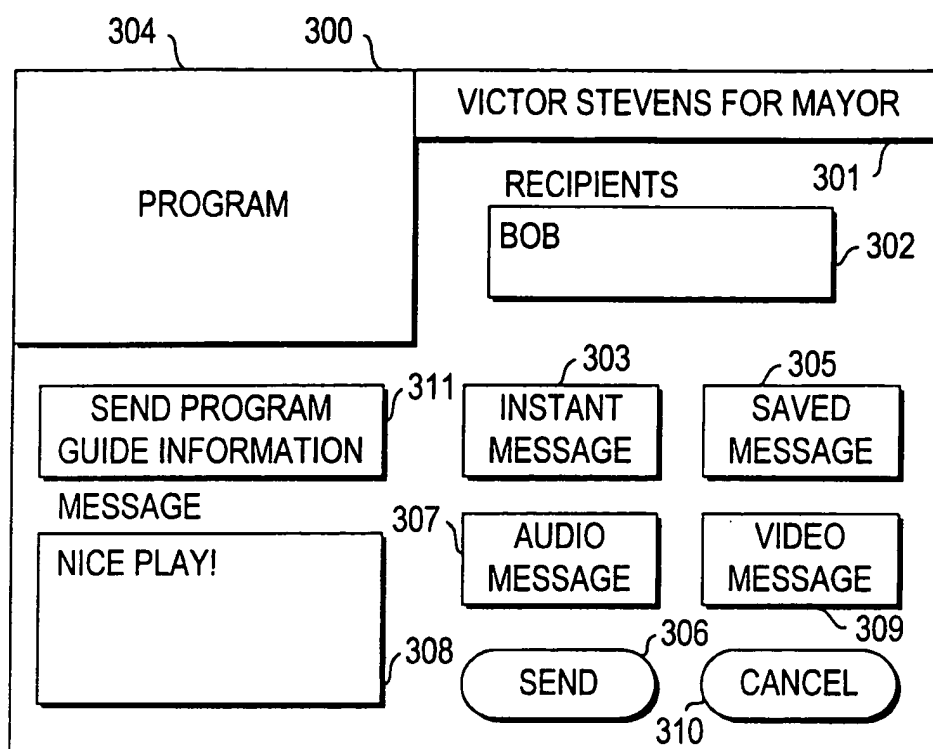 304
300
VICTOR STEVENS FOR MAYOR
301
PROGRAM
RECIPIENTS
BOB
302
303
305
SEND PROGRAM
GUIDE INFORMATION
311
INSTANT
MESSAGE
SAVED
MESSAGE
MESSAGE
NICE PLAY!
308
307
AUDIO
MESSAGE
VIDEO
MESSAGE
309
306
SEND
CANCEL
310